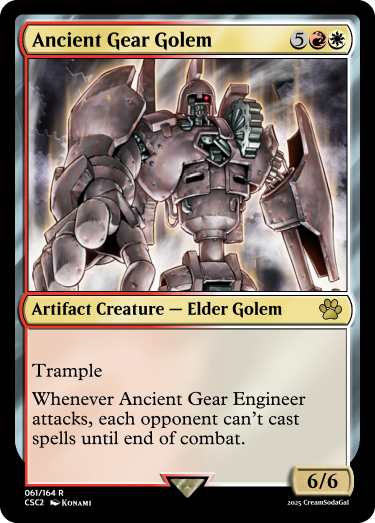 Ancient Gear Golem 5
Artifact Creature — Elder Golem
Trample
Whenever Ancient Gear Engineer
attacks, each opponent can't cast
spells until end of combat.
6/6
061/164 R
CSC2 KONAMI
2025 CreamSodaGal